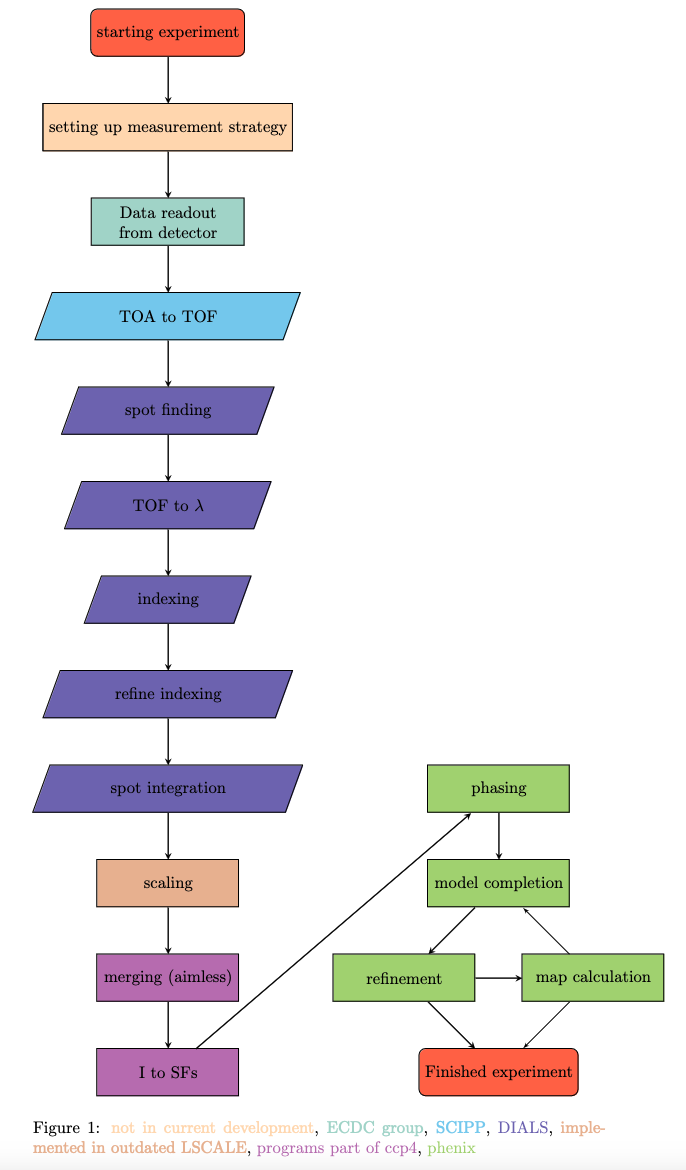 starting experiment
setting up measurement strategy
Data readout
from detector
TOA to TOF
spot finding
TOF to λ
indexing
refine indexing
spot integration
scaling
merging (aimless)
I to SFs
phasing
model completion
refinement
map calculation
Finished experiment
Figure 1: not in current development, ECDC group, SCIPP, DIALS, imple-
mented in outdated LSCALE, programs part of ccp4, phenix